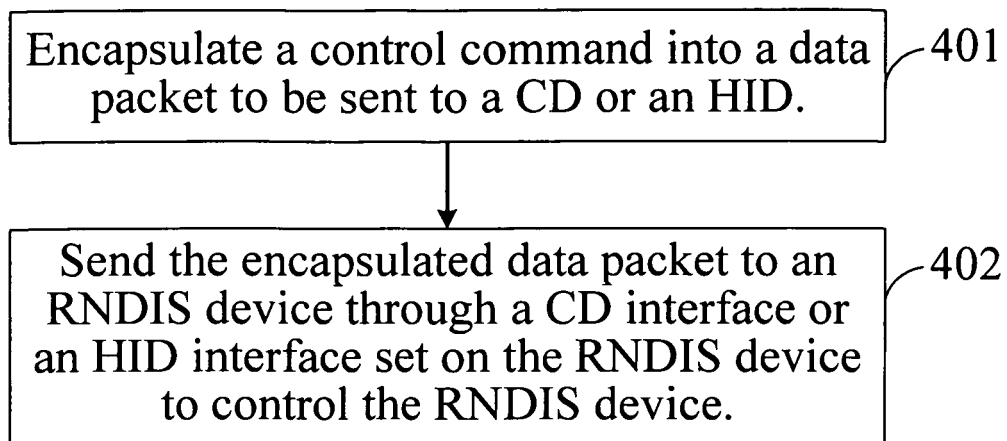 Encapsulate a control command into a data
packet to be sent to a CD or an HID.
401
Send the encapsulated data packet to an
RNDIS device through a CD interface or
an HID interface set on the RNDIS device
to control the RNDIS device.
402